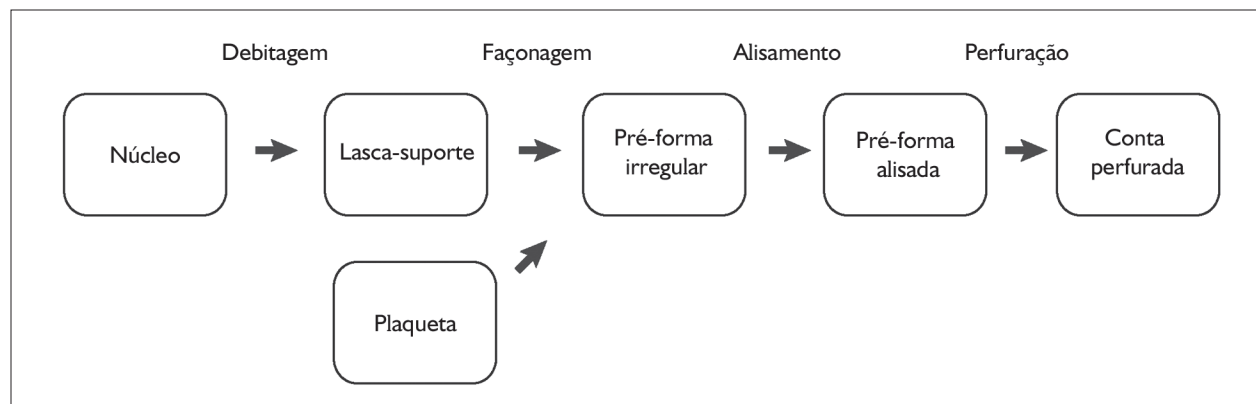 Debitagem
Façonagem
Alisamento
Perfuração
Núcleo
Lasca-suporte
Pré-forma
irregular
Pré-forma
alisada
Conta
perfurada
Plaqueta